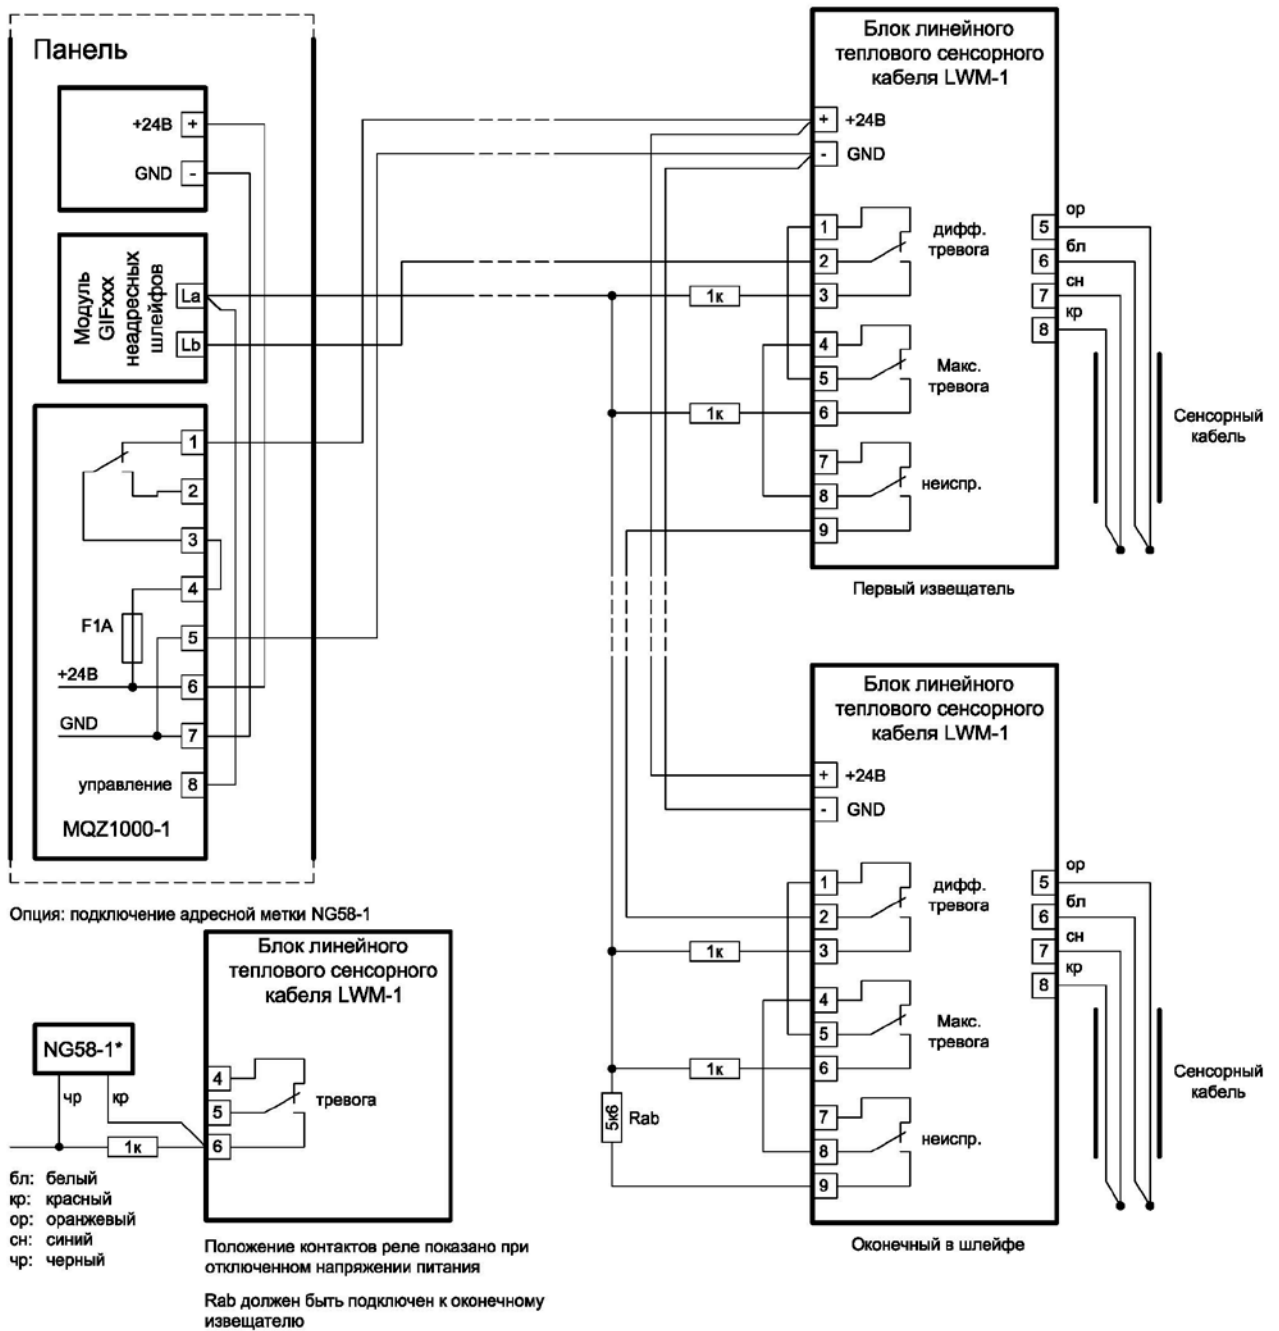 Панель
+24В +
GND -
Модуль
GIFxxx
неадресных
шлейфов
La
Lb
1
2
3
4
F1A
5
+24В
6
GND
7
управление 8
MQZ1000-1
Блок линейного
теплового сенсорного
кабеля LWM-1
+ +24В
- GND
1
дифф.
тревога
2
1к
3
4
Макс.
тревога
5
1к
6
7
неиспр.
8
9
ор
5
бл
6
сн
7
кр
8
Сенсорный
кабель
Первый извещатель
Блок линейного
теплового сенсорного
кабеля LWM-1
+ +24В
- GND
1
дифф.
тревога
2
1к
3
4
Макс.
тревога
5
1к
6
5к6
Rab
7
неиспр.
8
9
ор
5
бл
6
сн
7
кр
8
Сенсорный
кабель
Оконечный в шлейфе
Опция: подключение адресной метки NG58-1
Блок линейного
теплового сенсорного
кабеля LWM-1
NG58-1*
чр
кр
1к
4
5
тревога
6
бл: белый
кр: красный
ор: оранжевый
сн: синий
чр: черный
Положение контактов реле показано при
отключенном напряжении питания
Rab должен быть подключен к оконечному
извещателю